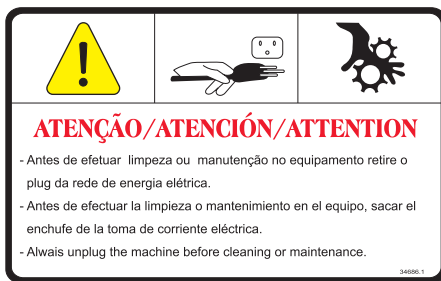 ATENÇÃO/ATENCIÓN/ATTENTION
- Antes de efetuar limpeza ou manutenção no equipamento retire o
plug da rede de energia elétrica.
- Antes de efectuar la limpieza o mantenimiento en el equipo, sacar el
enchufe de la toma de corriente eléctrica.
- Alwais unplug the machine before cleaning or maintenance.
34686.1